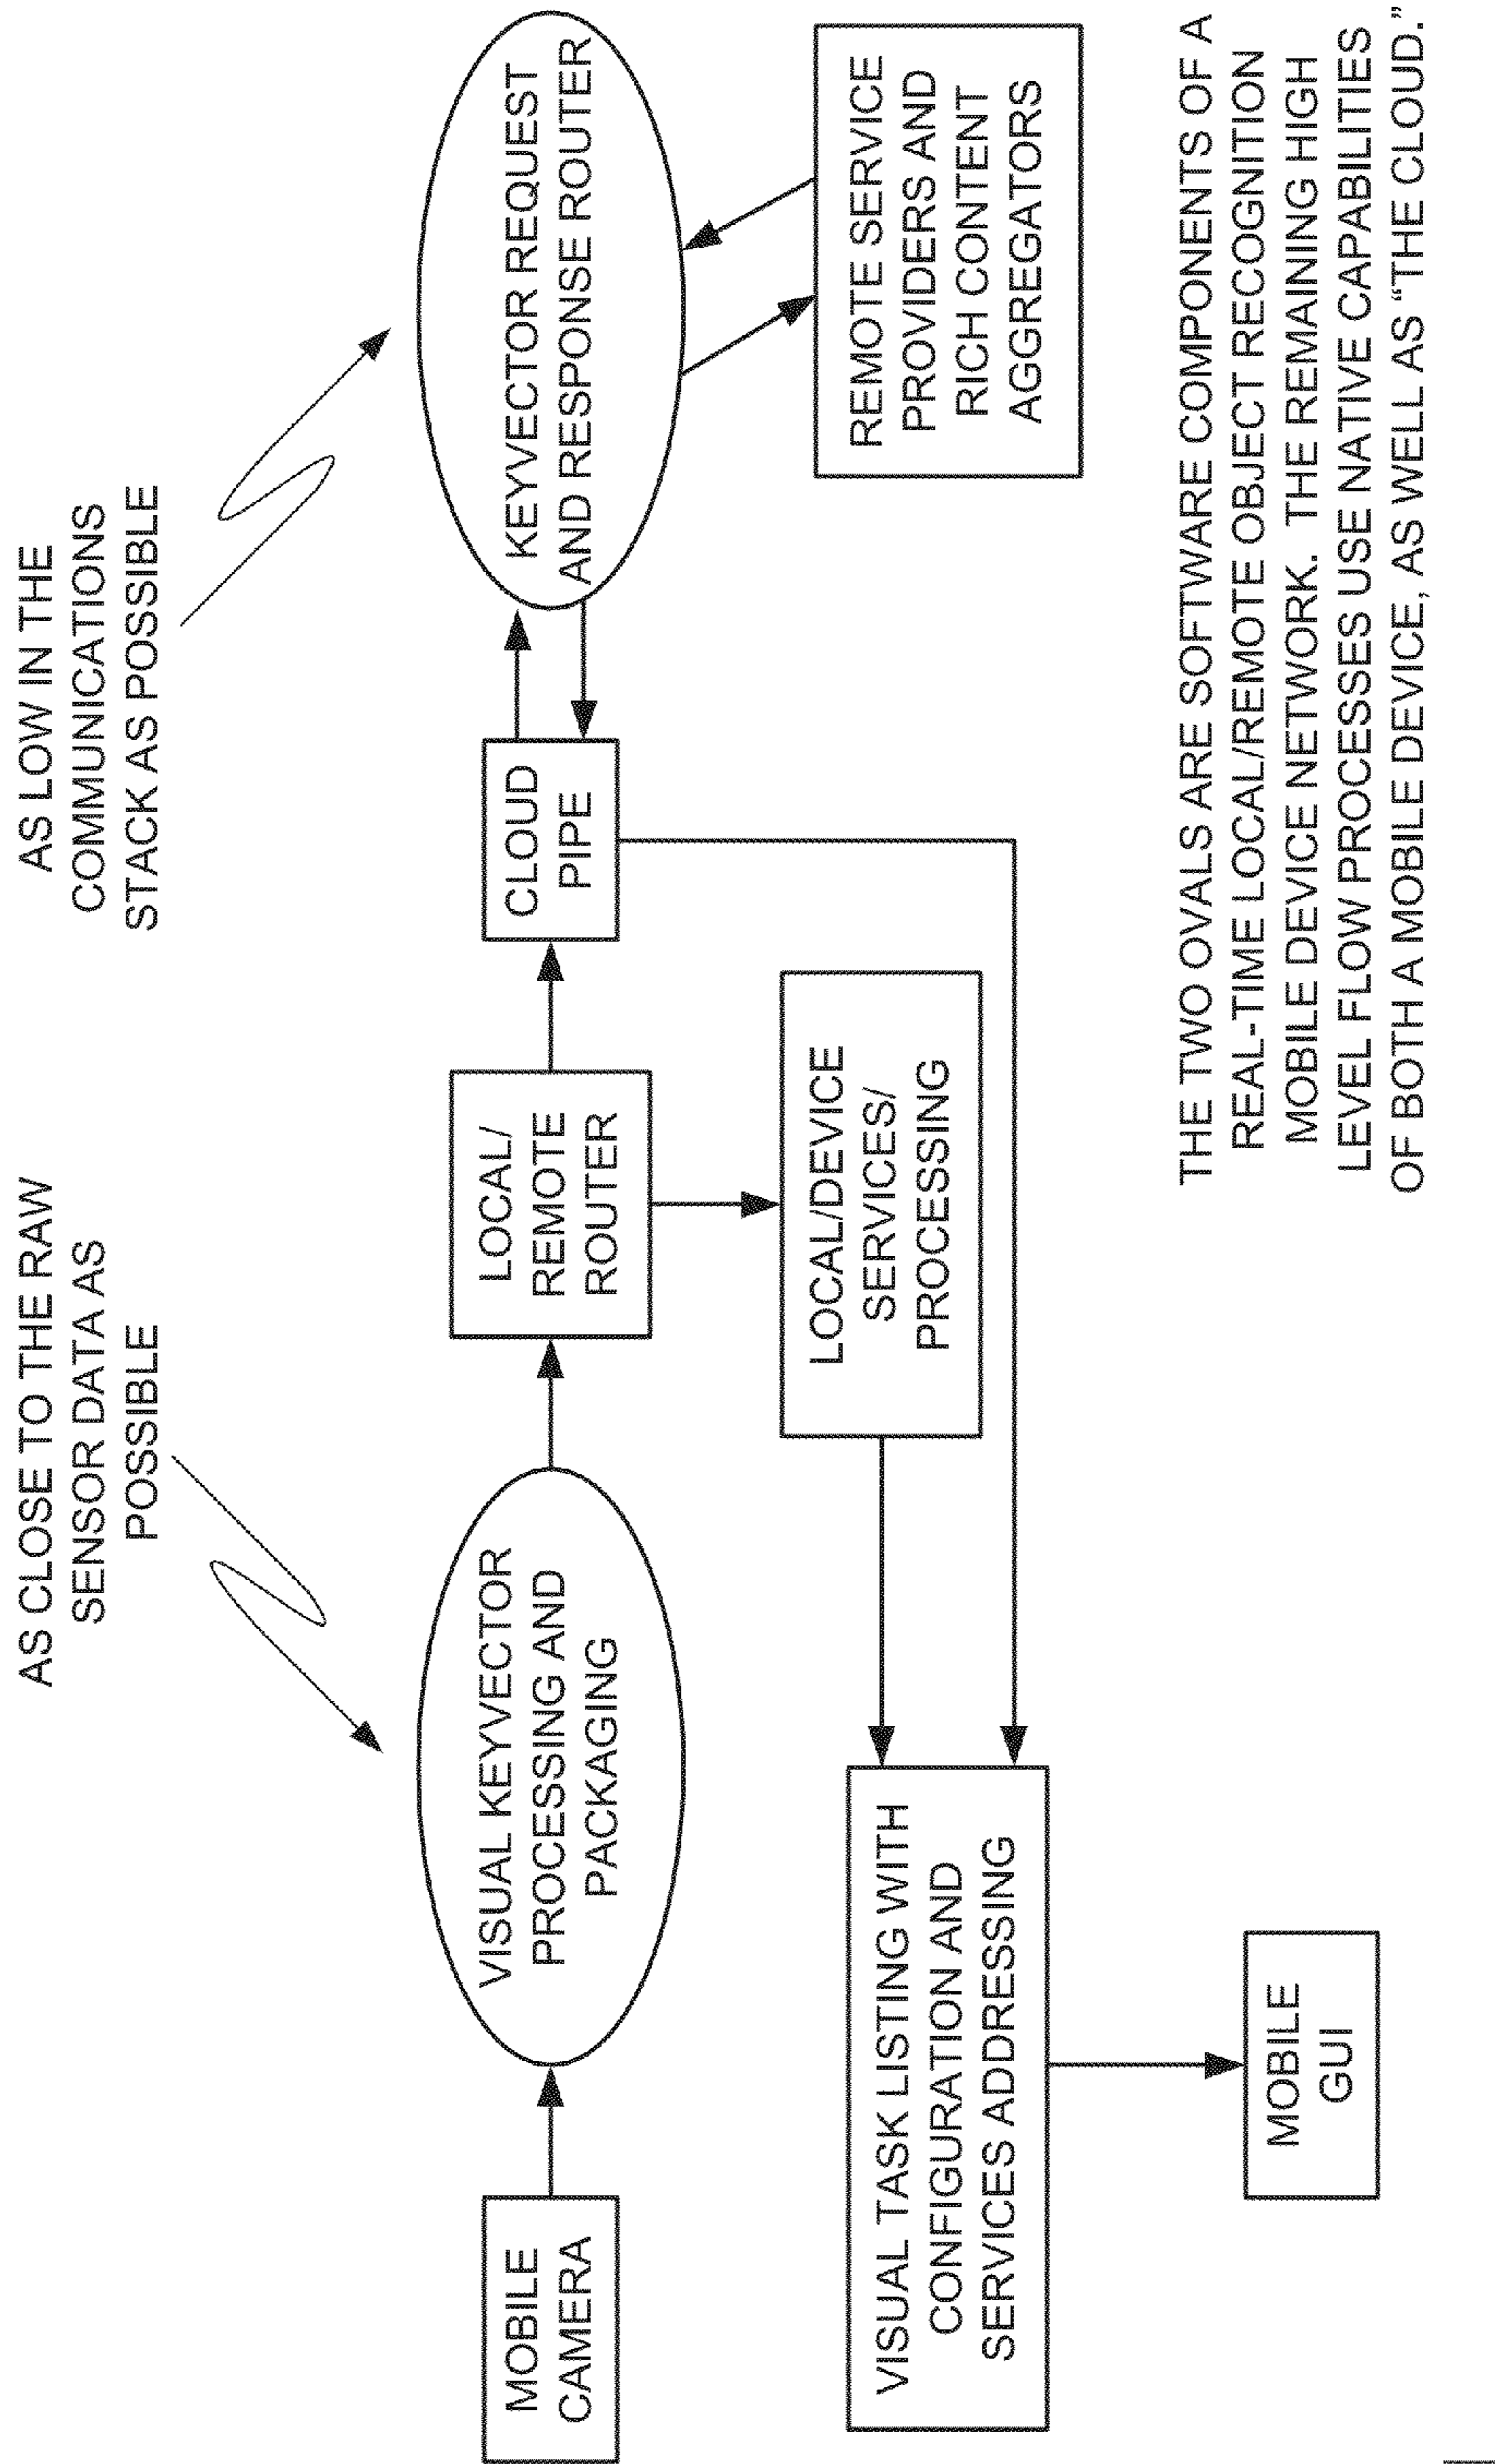 AS CLOSE TO THE RAW
SENSOR DATA AS
POSSIBLE
AS LOW IN THE
COMMUNICATIONS
STACK AS POSSIBLE
MOBILE
CAMERA
VISUAL KEYVECTOR
PROCESSING AND
PACKAGING
LOCAL/
REMOTE
ROUTER
CLOUD
PIPE
KEYVECTOR REQUEST
AND RESPONSE ROUTER
LOCAL/DEVICE
SERVICES/
PROCESSING
REMOTE SERVICE
PROVIDERS AND
RICH CONTENT
AGGREGATORS
VISUAL TASK LISTING WITH
CONFIGURATION AND
SERVICES ADDRESSING
MOBILE
GUI
THE TWO OVALS ARE SOFTWARE COMPONENTS OF A
REAL-TIME LOCAL/REMOTE OBJECT RECOGNITION
MOBILE DEVICE NETWORK. THE REMAINING HIGH
LEVEL FLOW PROCESSES USE NATIVE CAPABILITIES
OF BOTH A MOBILE DEVICE, AS WELL AS “THE CLOUD.”